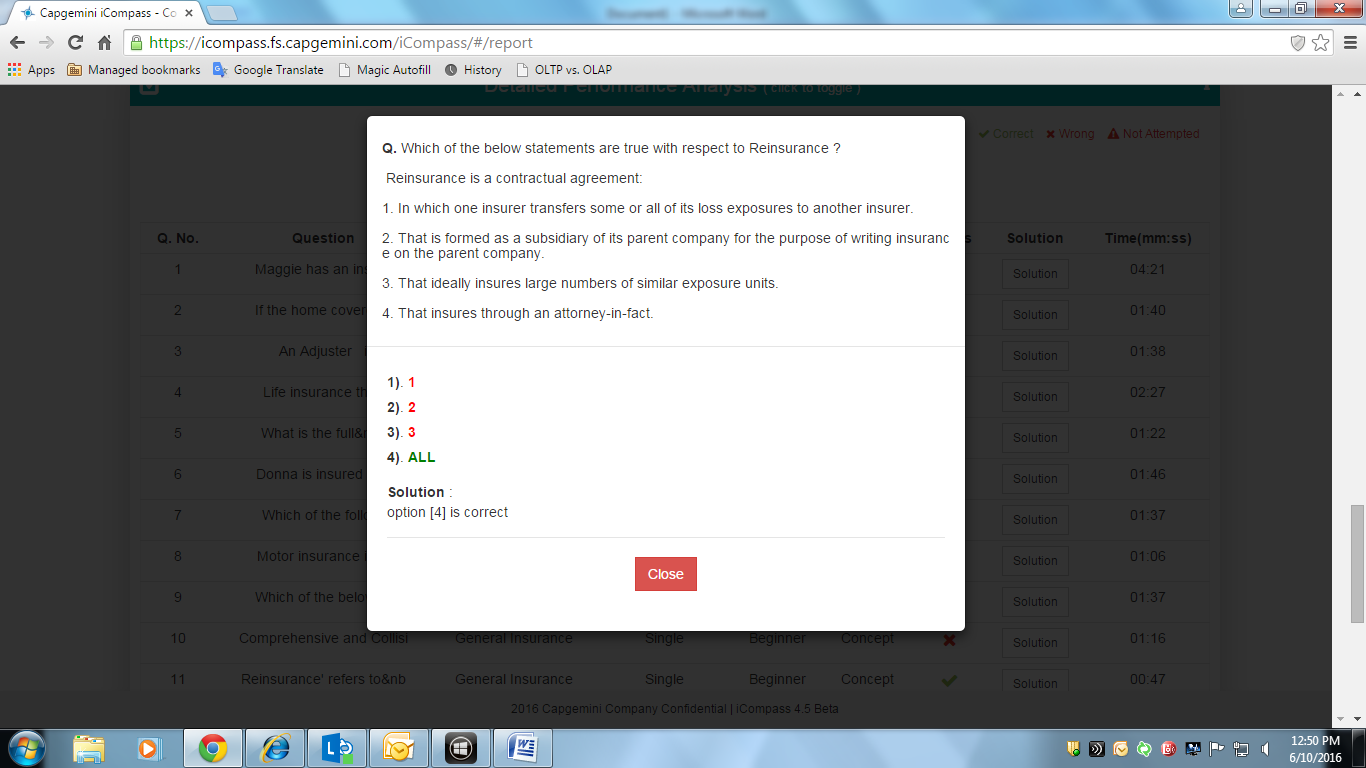 Capgemini iCompass - Co
Document1 - Microsoft Word
https://icompass.fs.capgemini.com/iCompass/#/report
Apps Managed bookmarks Google Translate Magic Autofill History OLTP vs. OLAP
Detailed Performance Analysis ( click to toggle )
Correct Wrong Not Attempted
Q. Which of the below statements are true with respect to Reinsurance ?
Reinsurance is a contractual agreement:
1. In which one insurer transfers some or all of its loss exposures to another insurer.
2. That is formed as a subsidiary of its parent company for the purpose of writing insuranc
e on the parent company.
3. That ideally insures large numbers of similar exposure units.
4. That insures through an attorney-in-fact.
1). 1
2). 2
3). 3
4). ALL
Solution :
option [4] is correct
Close
Q. No. Question s Solution Time(mm:ss)
1 Maggie has an ins Solution 04:21
2 If the home cover Solution 01:40
3 An Adjuster Solution 01:38
4 Life insurance th Solution 02:27
5 What is the full&n Solution 01:22
6 Donna is insured Solution 01:46
7 Which of the follo Solution 01:37
8 Motor insurance i Solution 01:06
9 Which of the belo Solution 01:37
10 Comprehensive and Collisi General Insurance Single Beginner Concept Solution 01:16
11 Reinsurance' refers to&nb General Insurance Single Beginner Concept Solution 00:47
2016 Capgemini Company Confidential | iCompass 4.5 Beta
12:50 PM
6/10/2016